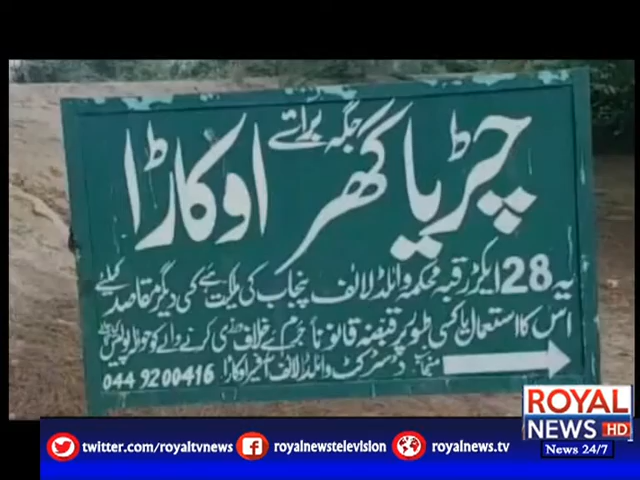 جگہ برائے
چڑیا گھر اوکاڑا
یہ 28 ایکڑ رقبہ محکمہ وائلڈ لائف پنجاب کی ملکیت ہے کسی دیگر مقاصد کیلئے
اس کا استعمال یا کسی طور پر قبضہ قانوناً جرم ہے خلاف ورزی کرنے والے کو حوالہ پولیس
منجانب: ڈسٹرکٹ وائلڈ لائف آفیسر اوکاڑا 044 9200416
ROYAL
NEWS HD
News 24/7
twitter.com/royaltvnews royalnewstelevision royalnews.tv